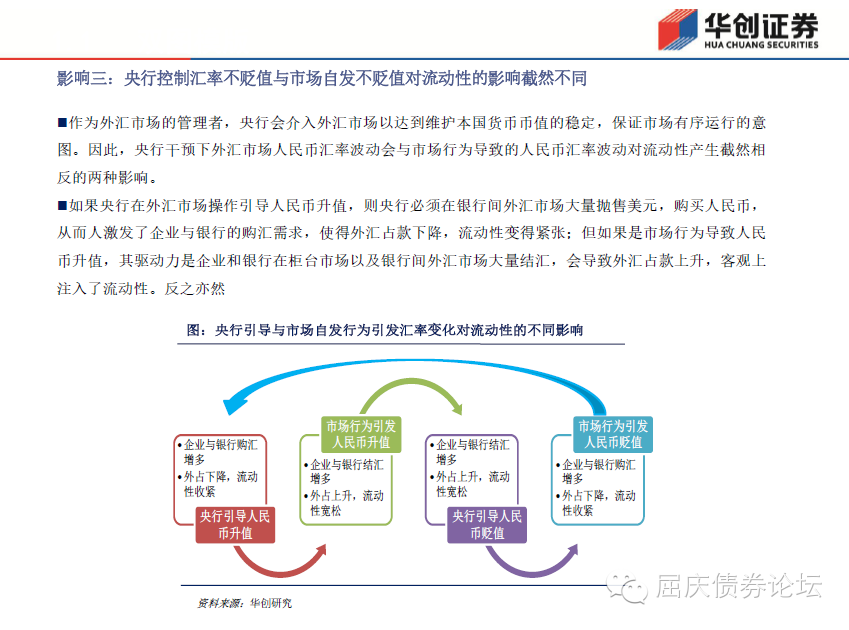 华创证券
HUA CHUANG SECURITIES
影响三：央行控制汇率不贬值与市场自发不贬值对流动性的影响截然不同
■作为外汇市场的管理者，央行会介入外汇市场以达到维护本国货币币值的稳定，保证市场有序运行的意
图。因此，央行干预下外汇市场人民币汇率波动会与市场行为导致的人民币汇率波动对流动性产生截然相
反的两种影响。
■如果央行在外汇市场操作引导人民币升值，则央行必须在银行间外汇市场大量抛售美元，购买人民币，
从而人激发了企业与银行的购汇需求，使得外汇占款下降，流动性变得紧张；但如果是市场行为导致人民
币升值，其驱动力是企业和银行在柜台市场以及银行间外汇市场大量结汇，会导致外汇占款上升，客观上
注入了流动性。反之亦然
图：央行引导与市场自发行为引发汇率变化对流动性的不同影响
•企业与银行购汇
增多
•外占下降，流动
性收紧
央行引导人民
币升值
市场行为引发
人民币升值
•企业与银行结汇
增多
•外占上升，流动
性宽松
•企业与银行结汇
增多
•外占上升，流动
性宽松
央行引导人民
币贬值
市场行为引发
人民币贬值
•企业与银行购汇
增多
•外占下降，流动
性收紧
资料来源：华创研究
屈庆债券论坛